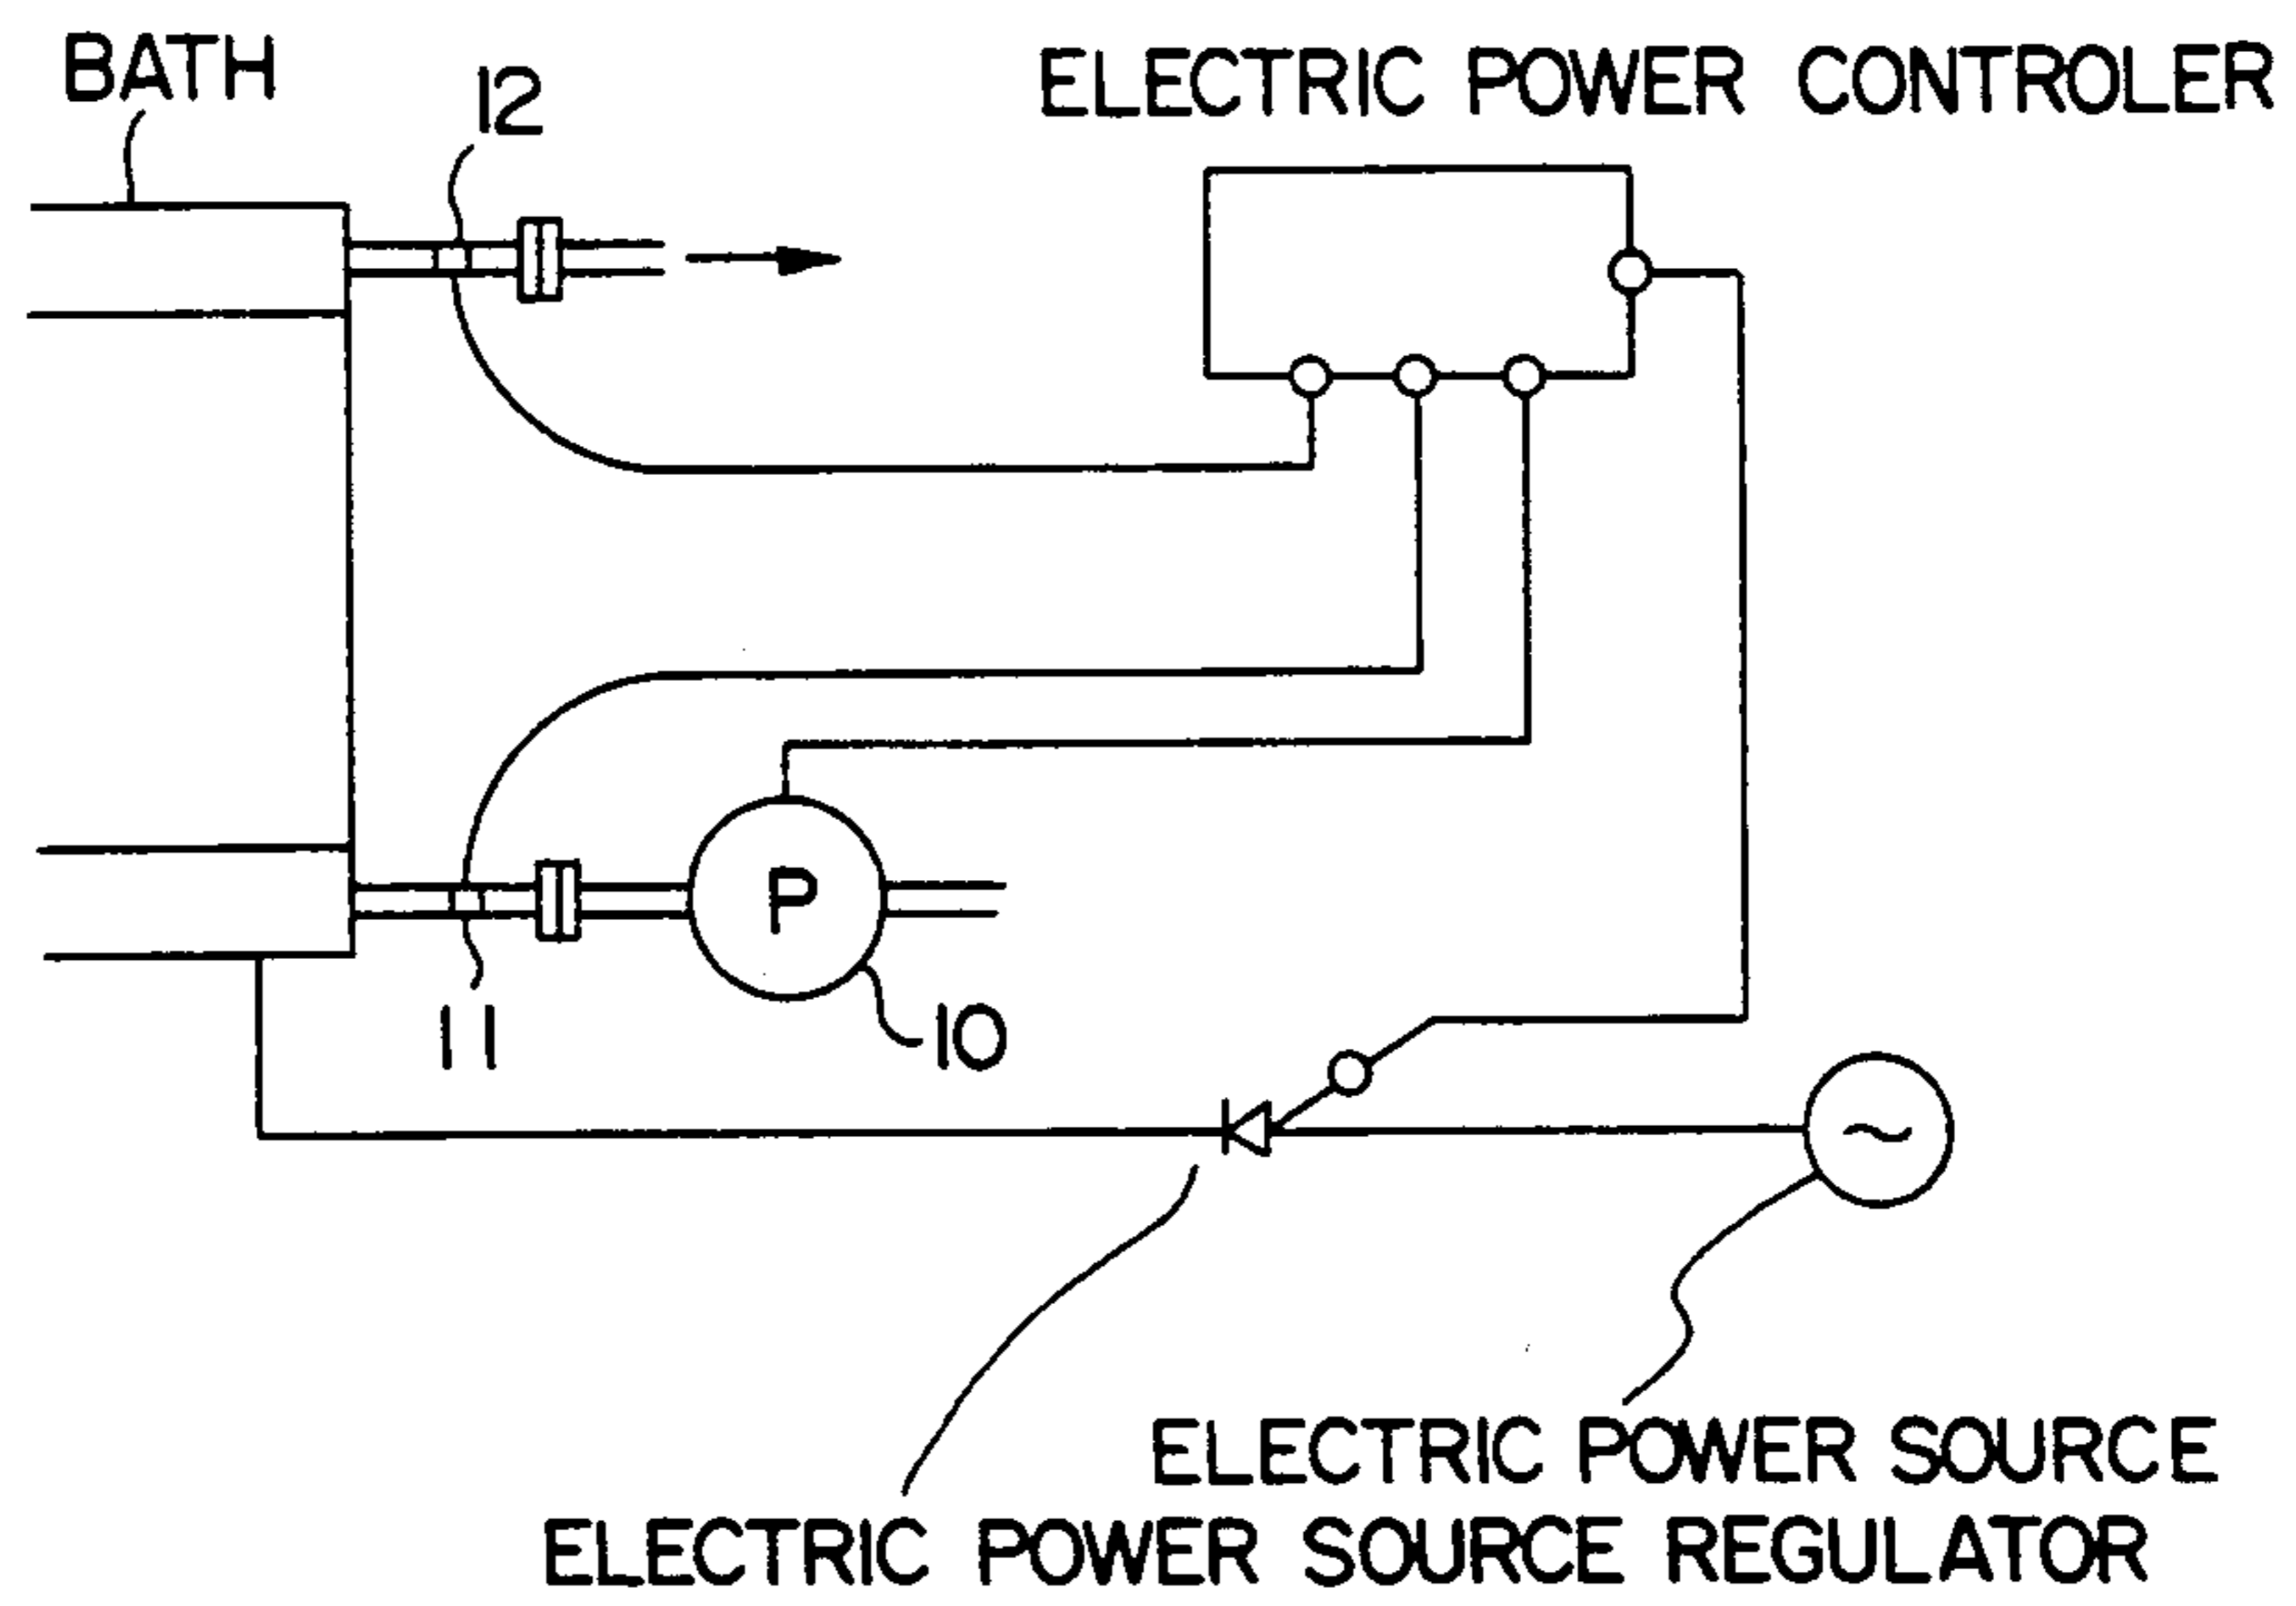 BATH
12
ELECTRIC POWER CONTROLER
P
11
10
~
ELECTRIC POWER SOURCE
ELECTRIC POWER SOURCE REGULATOR